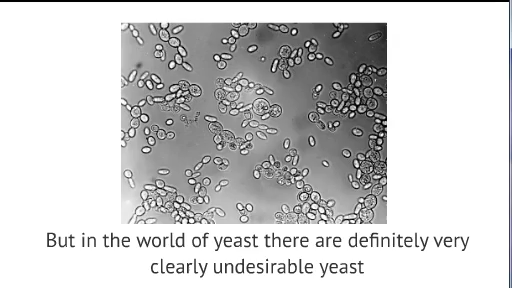 But in the world of yeast there are definitely very
clearly undesirable yeast